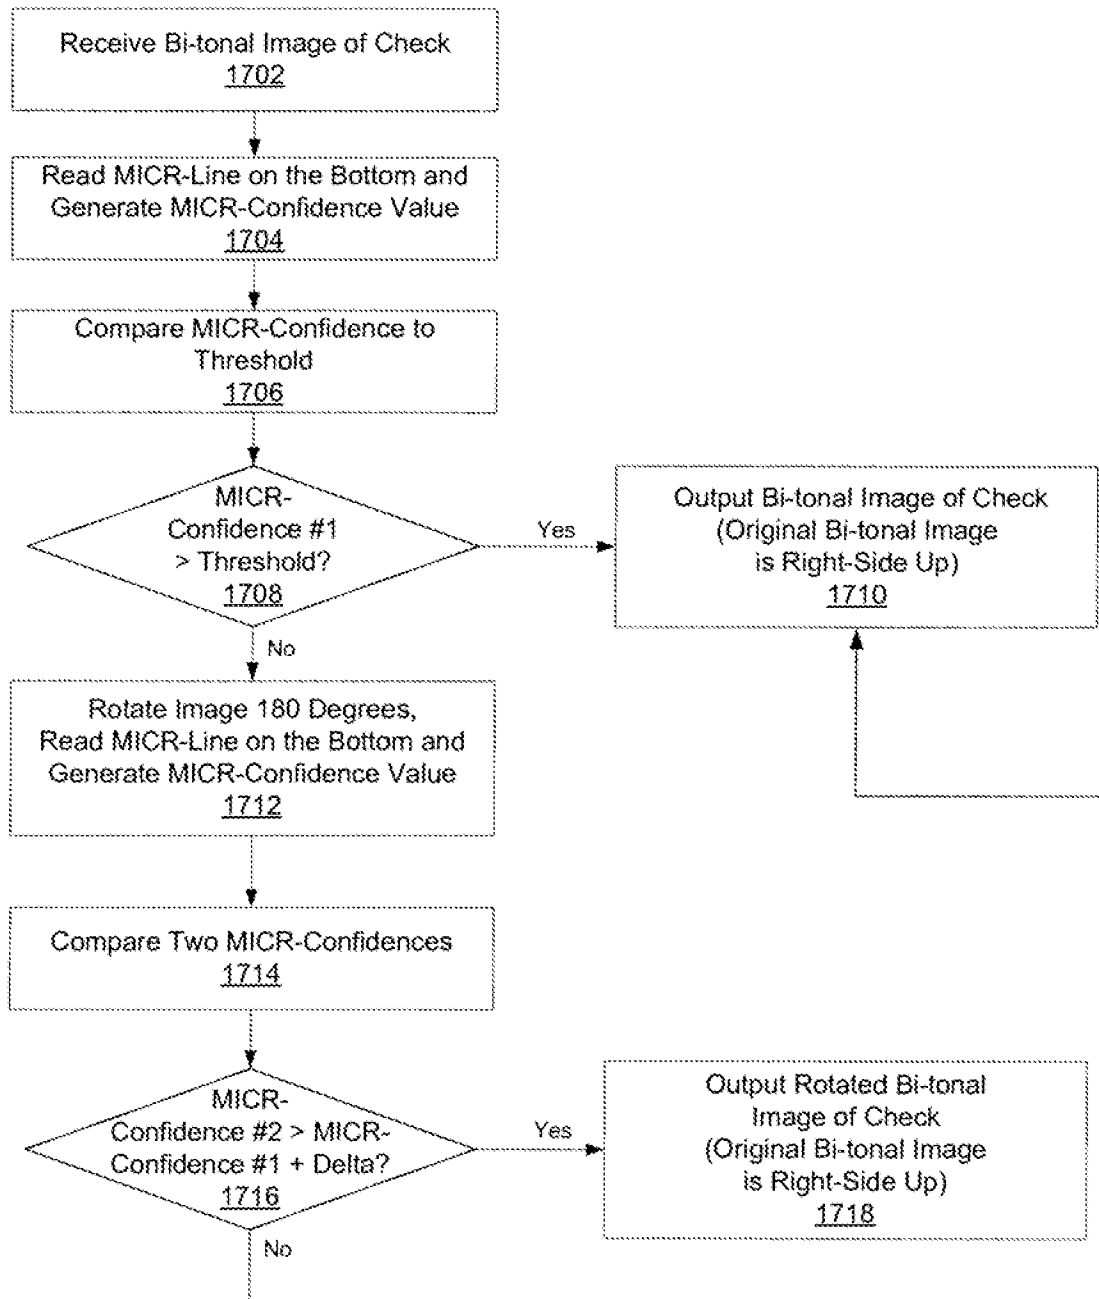 Receive Bi-tonal Image of Check
1702
Read MICR-Line on the Bottom and
Generate MICR-Confidence Value
1704
Compare MICR-Confidence to
Threshold
1706
MICR-
Confidence #1
> Threshold?
1708
Yes
Output Bi-tonal Image of Check
(Original Bi-tonal Image
is Right-Side Up)
1710
No
Rotate Image 180 Degrees,
Read MICR-Line on the Bottom and
Generate MICR-Confidence Value
1712
Compare Two MICR-Confidences
1714
MICR-
Confidence #2 > MICR-
Confidence #1 + Delta?
1716
Yes
Output Rotated Bi-tonal
Image of Check
(Original Bi-tonal Image
is Right-Side Up)
1718
No